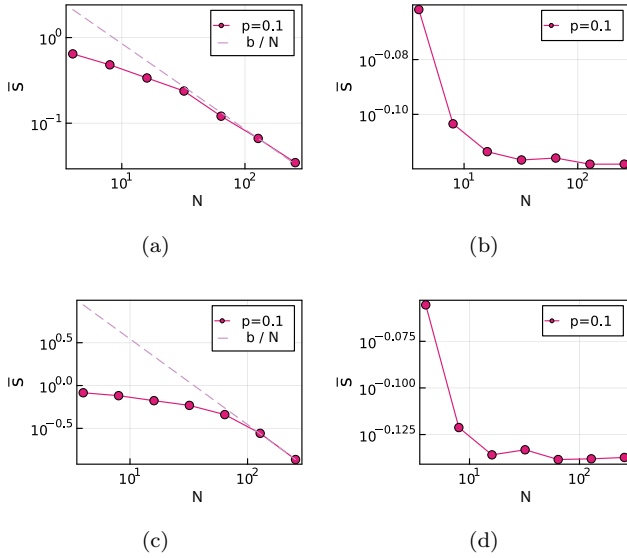 10^0
10^-1
s̄
p=0.1
b / N
10^1
10^2
N
(a)
10^-0.08
10^-0.10
s̄
p=0.1
10^1
10^2
N
(b)
10^0.5
10^0.0
10^-0.5
s̄
p=0.1
b / N
10^1
10^2
N
(c)
10^-0.075
10^-0.100
10^-0.125
s̄
p=0.1
10^1
10^2
N
(d)